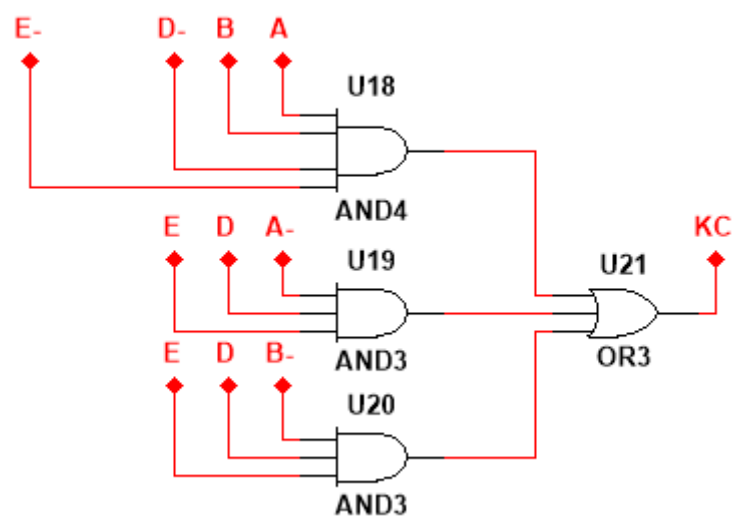 E- D- B A
U18
AND4
E D A-
KC
U19
U21
AND3
OR3
E D B-
U20
AND3